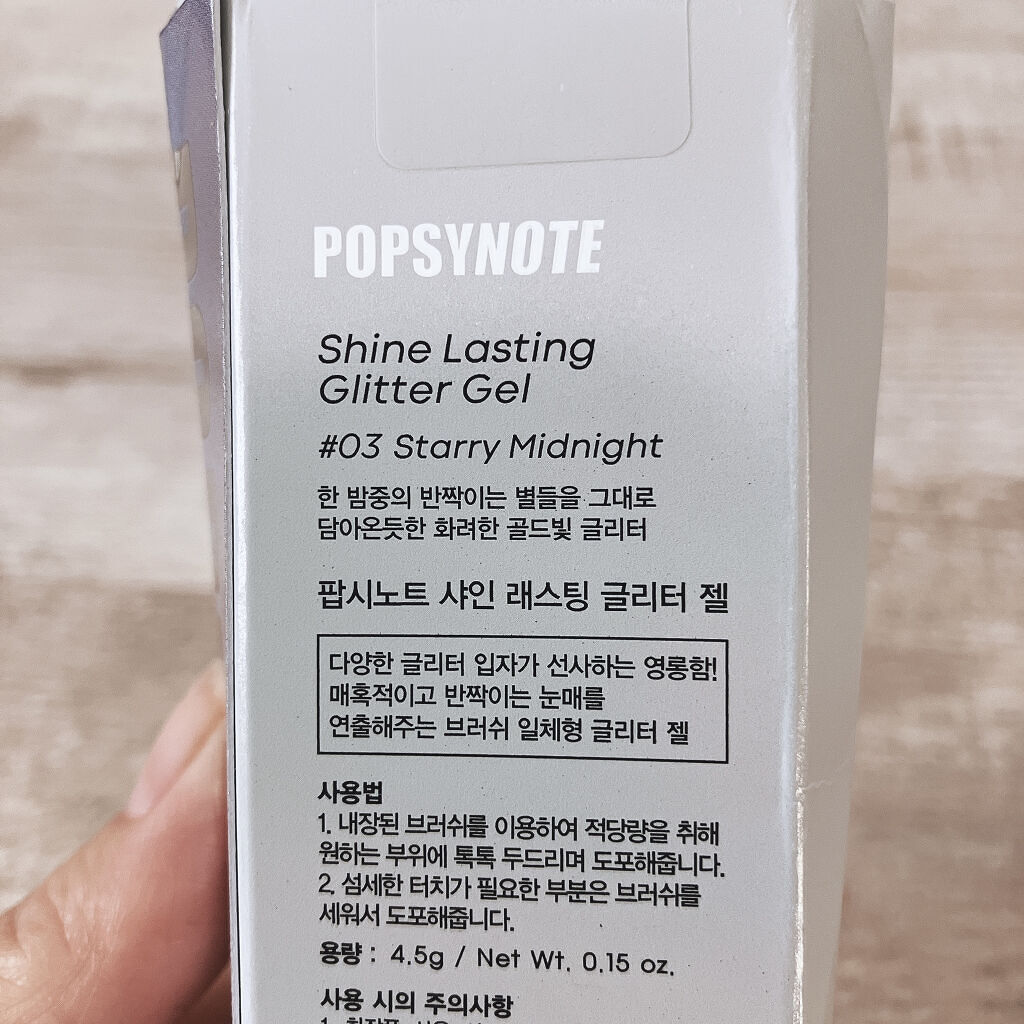 POPSYNOTE
Shine Lasting
Glitter Gel
#03 Starry Midnight
한 밤중의 반짝이는 별들을 그대로
담아온듯한 화려한 골드빛 글리터
팝시노트 샤인 래스팅 글리터 젤
다양한 글리터 입자가 선사하는 영롱함!
매혹적이고 반짝이는 눈매를
연출해주는 브러쉬 일체형 글리터 젤
사용법
1. 내장된 브러쉬를 이용하여 적당량을 취해
원하는 부위에 톡톡 두드리며 도포해줍니다.
2. 섬세한 터치가 필요한 부분은 브러쉬를
세워서 도포해줍니다.
용량 : 4.5g / Net Wt. 0.15 oz.
사용 시의 주의사항